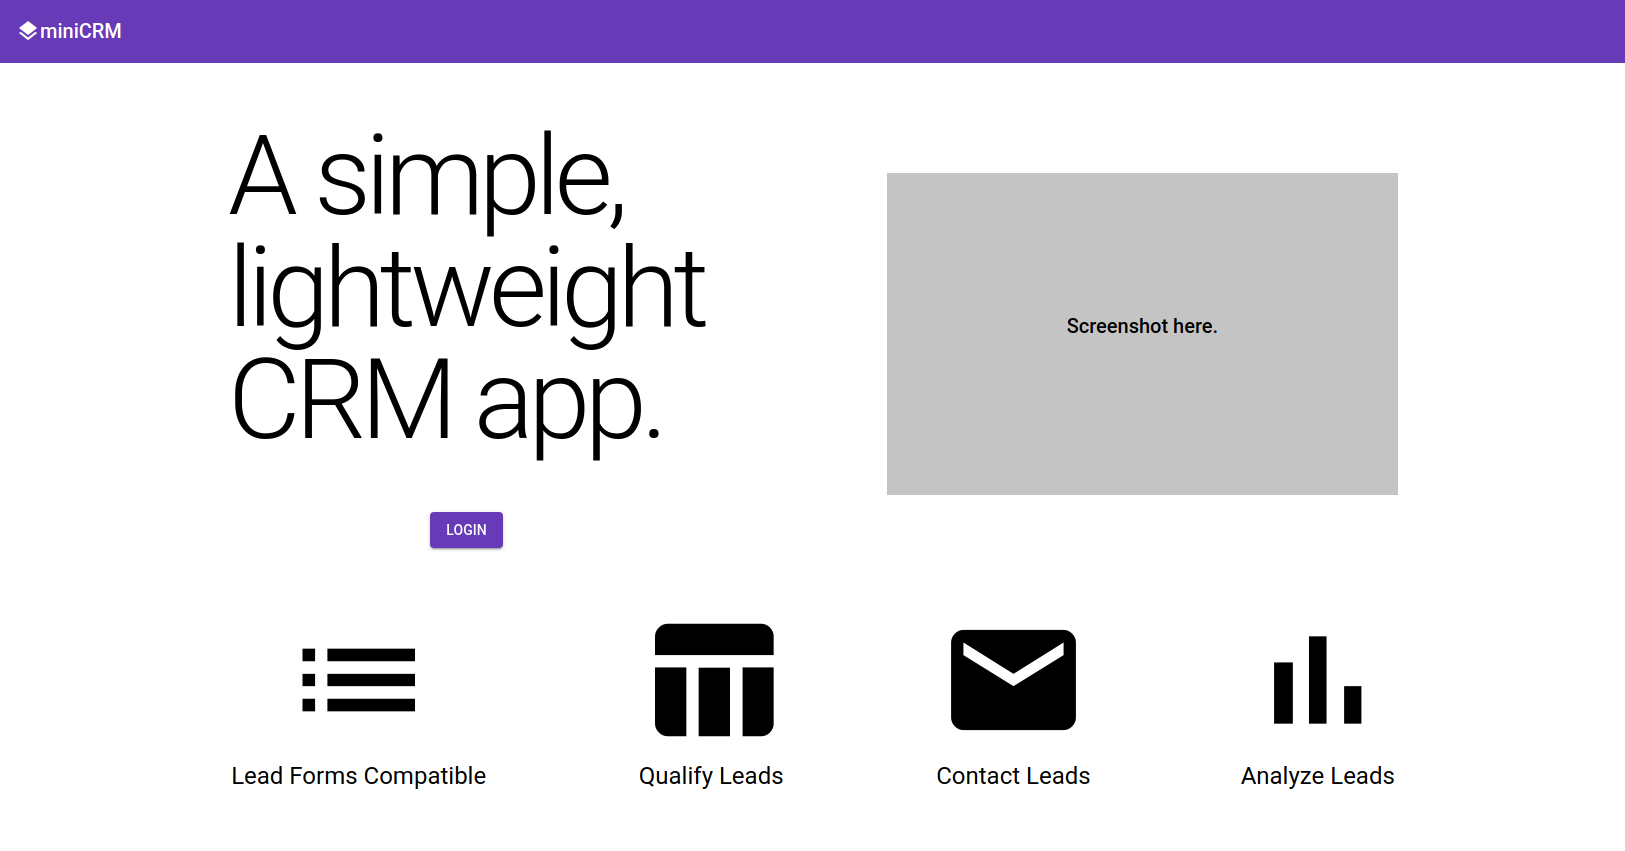 miniCRM
A simple,
lightweight
CRM app.
Screenshot here.
LOGIN
Lead Forms Compatible
Qualify Leads
Contact Leads
Analyze Leads